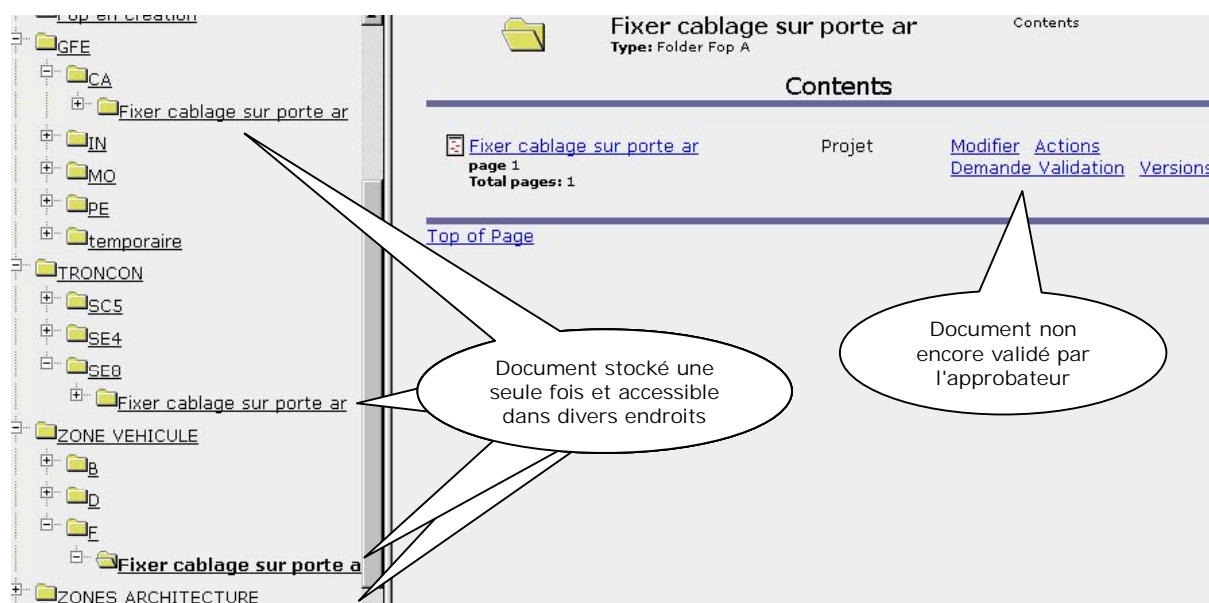 Fop en creation
GFE
CA
Fixer cablage sur porte ar
IN
MO
PE
temporaire
TRONCON
SC5
SE4
SE8
Fixer cablage sur porte ar
ZONE VEHICULE
B
D
F
Fixer cablage sur porte a
ZONES ARCHITECTURE
Fixer cablage sur porte ar
Contents
Type: Folder Fop A
Contents
Fixer cablage sur porte ar
Projet
Modifier Actions
page 1
Demande Validation Versions
Total pages: 1
Top of Page
Document stocké une
seule fois et accessible
dans divers endroits
Document non
encore validé par
l'approbateur